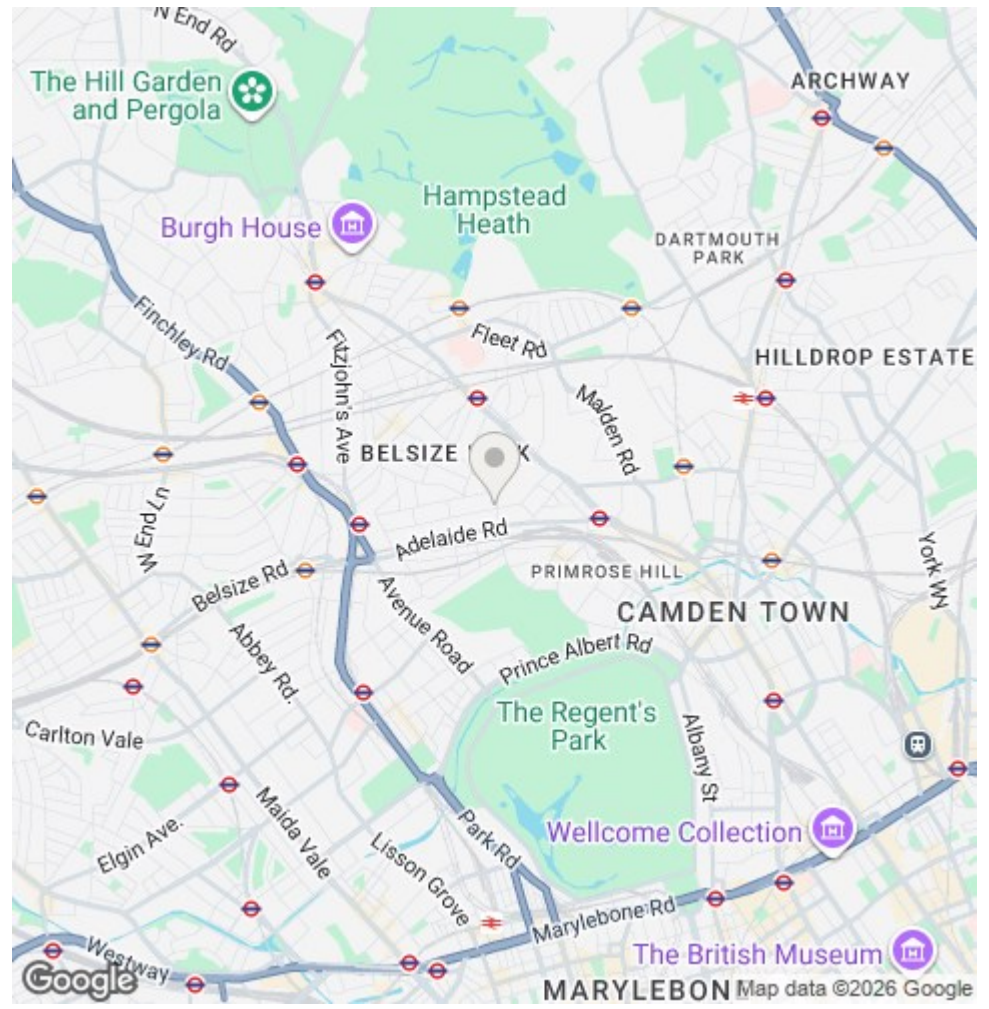 N End Rd
The Hill Garden
and Pergola
ARCHWAY
Hampstead
Heath
Burgh House
DARTMOUTH
PARK
Finchley Rd
Fitzjohn's Ave
Fleet Rd
HILLDROP ESTATE
Malden Rd
BELSIZE
W End Ln
Adelaide Rd
York Wy
Belsize Rd
PRIMROSE HILL
Avenue Road
CAMDEN TOWN
Abbey Rd.
Prince Albert Rd
The Regent's
Park
Albany St
Carlton Vale
Maida Vale
Wellcome Collection
Elgin Ave.
Lisson Grove
Park Rd
Marylebone Rd
Westway
The British Museum
Google
MARYLEBON
Map data ©2026 Google